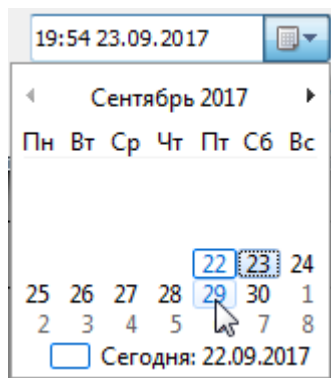 19:54 23.09.2017
Сентябрь 2017
Пн Вт Ср Чт Пт Сб Вс
22 23 24
25 26 27 28 29 30 1
2 3 4 5 7 8
Сегодня: 22.09.2017